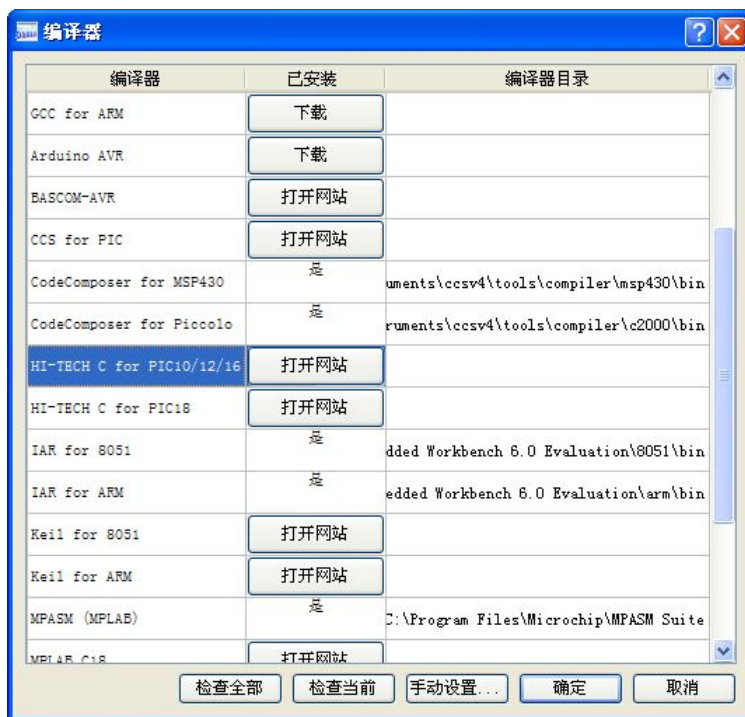 编译器
编译器 已安装 编译器目录
GCC for ARM 下载
Arduino AVR 下载
BASCOM-AVR 打开网站
CCS for PIC 打开网站
CodeComposer for MSP430 是 uments\ccsv4\tools\compiler\msp430\bin
CodeComposer for Piccolo 是 ruments\ccsv4\tools\compiler\c2000\bin
HI-TECH C for PIC10/12/16 打开网站
HI-TECH C for PIC18 打开网站
IAR for 8051 是 dded Workbench 6.0 Evaluation\8051\bin
IAR for ARM 是 edded Workbench 6.0 Evaluation\arm\bin
Keil for 8051 打开网站
Keil for ARM 打开网站
MPASM (MPLAB) 是 C:\Program Files\Microchip\MPASM Suite
MPLAB C18 打开网站
检查全部 检查当前 手动设置... 确定 取消